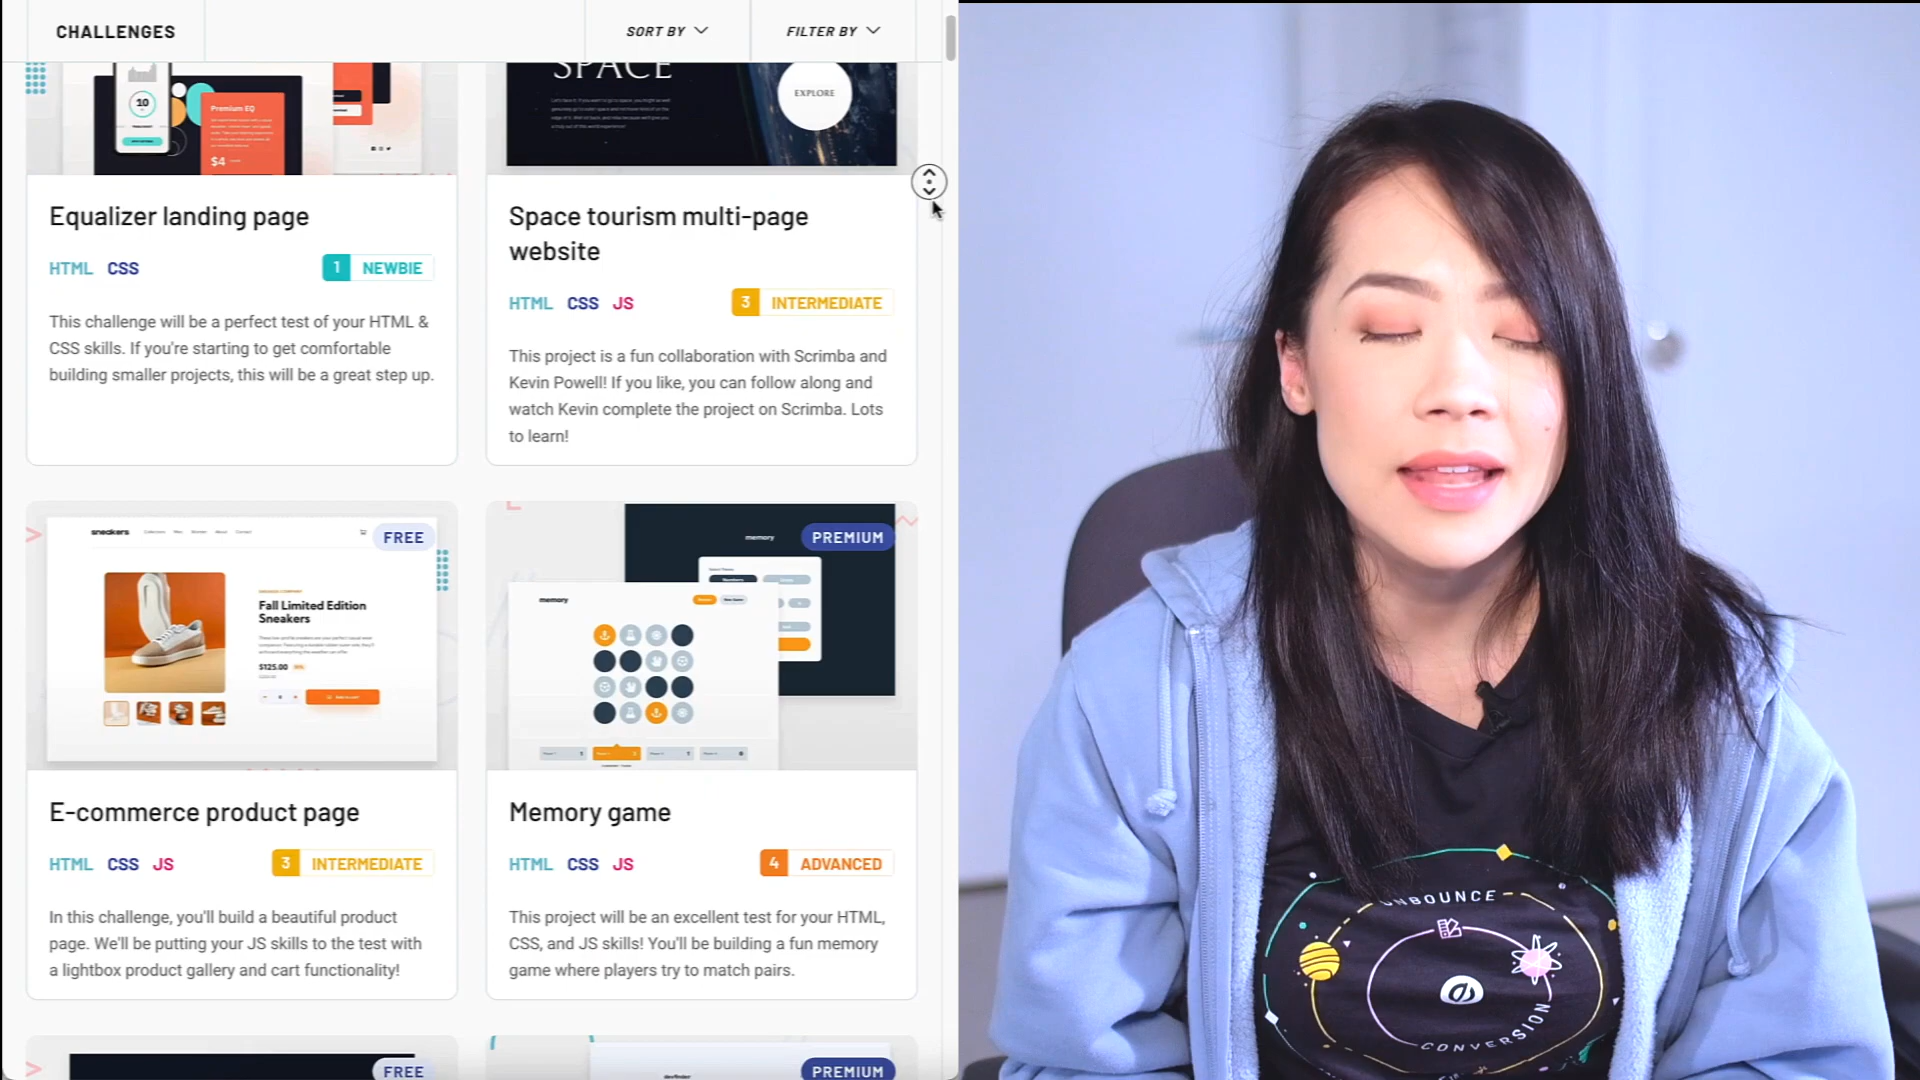 CHALLENGES
SORT BY
FILTER BY
10
Premium EQ
$4
SPACE
EXPLORE
Equalizer landing page
HTML CSS
1 NEWBIE
This challenge will be a perfect test of your HTML &
CSS skills. If you're starting to get comfortable
building smaller projects, this will be a great step up.
Space tourism multi-page
website
HTML CSS JS
3 INTERMEDIATE
This project is a fun collaboration with Scrimba and
Kevin Powell! If you like, you can follow along and
watch Kevin complete the project on Scrimba. Lots
to learn!
sneakers
FREE
Fall Limited Edition
Sneakers
$125.00
memory
PREMIUM
memory
E-commerce product page
HTML CSS JS
3 INTERMEDIATE
In this challenge, you'll build a beautiful product
page. We'll be putting your JS skills to the test with
a lightbox product gallery and cart functionality!
Memory game
HTML CSS JS
4 ADVANCED
This project will be an excellent test for your HTML,
CSS, and JS skills! You'll be building a fun memory
game where players try to match pairs.
FREE
PREMIUM
devfinder
UNBOUNCE
CONVERSION